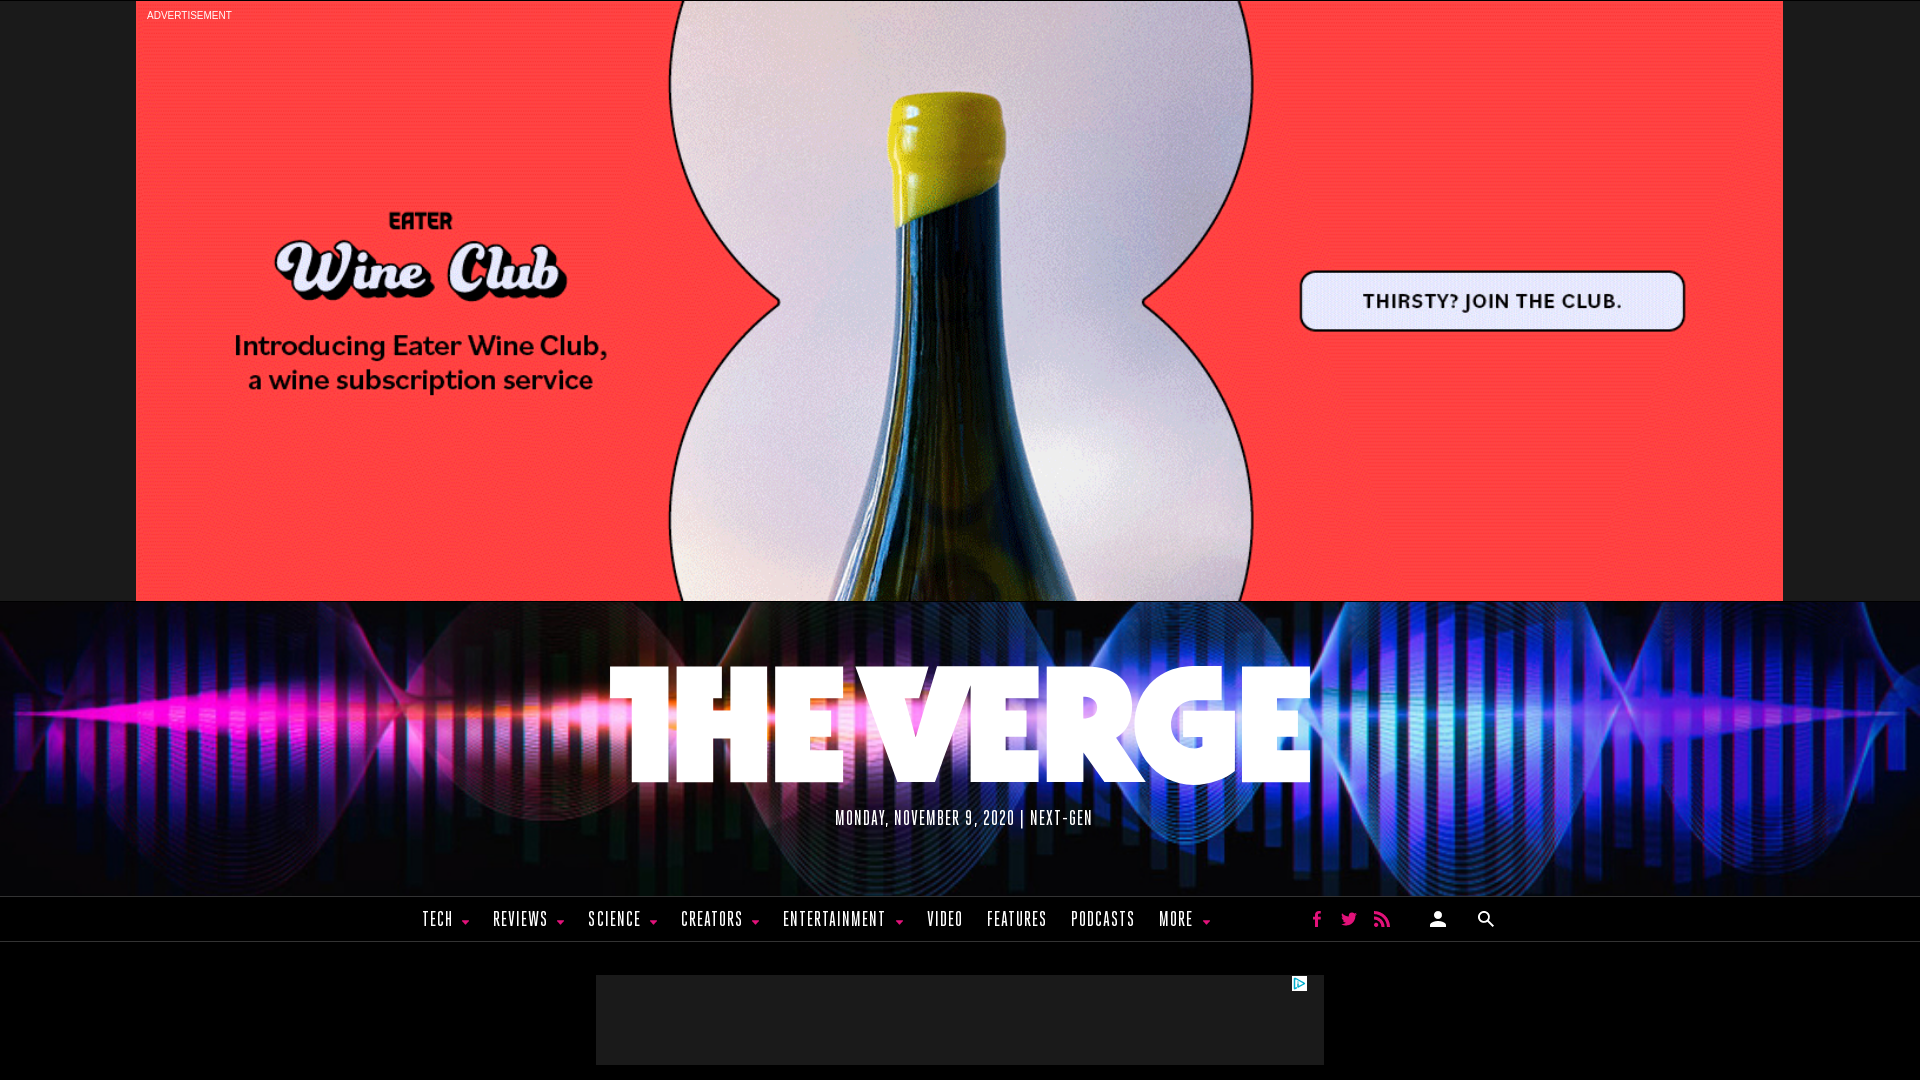 ADVERTISEMENT
EATER
Wine Club
Introducing Eater Wine Club,
a wine subscription service
THIRSTY? JOIN THE CLUB.
THE VERGE
MONDAY, NOVEMBER 9, 2020 | NEXT-GEN
TECH REVIEWS SCIENCE CREATORS ENTERTAINMENT VIDEO FEATURES PODCASTS MORE